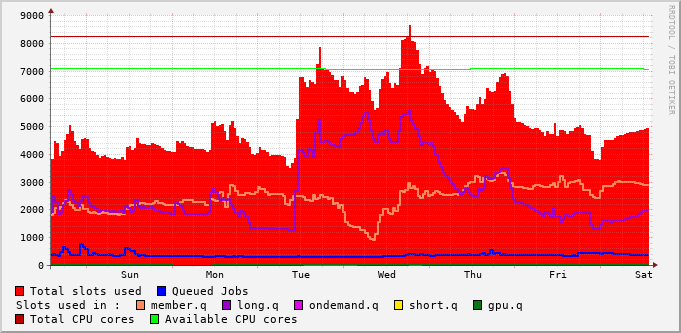 9000
8000
7000
6000
5000
4000
3000
2000
1000
0
Sun Mon Tue Wed Thu Fri Sat
RRDTOOL / TOBI OETIKER
Total slots used Queued Jobs
Slots used in : member.q long.q ondemand.q short.q gpu.q
Total CPU cores Available CPU cores